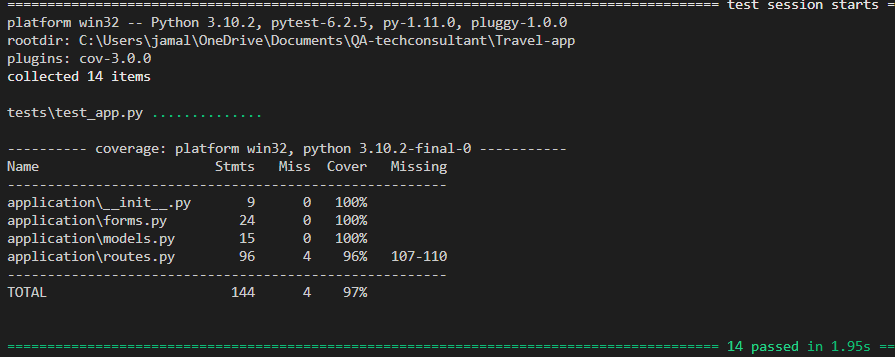 ========================================================================================= test session starts =
platform win32 -- Python 3.10.2, pytest-6.2.5, py-1.11.0, pluggy-1.0.0
rootdir: C:\Users\jamal\OneDrive\Documents\QA-techconsultant\Travel-app
plugins: cov-3.0.0
collected 14 items
tests\test_app.py ..............
---------- coverage: platform win32, python 3.10.2-final-0 -----------
Name                      Stmts   Miss  Cover   Missing
-------------------------------------------------------
application\__init__.py       9      0   100%
application\forms.py         24      0   100%
application\models.py        15      0   100%
application\routes.py        96      4    96%   107-110
-------------------------------------------------------
TOTAL                       144      4    97%
========================================================================================= 14 passed in 1.95s ==